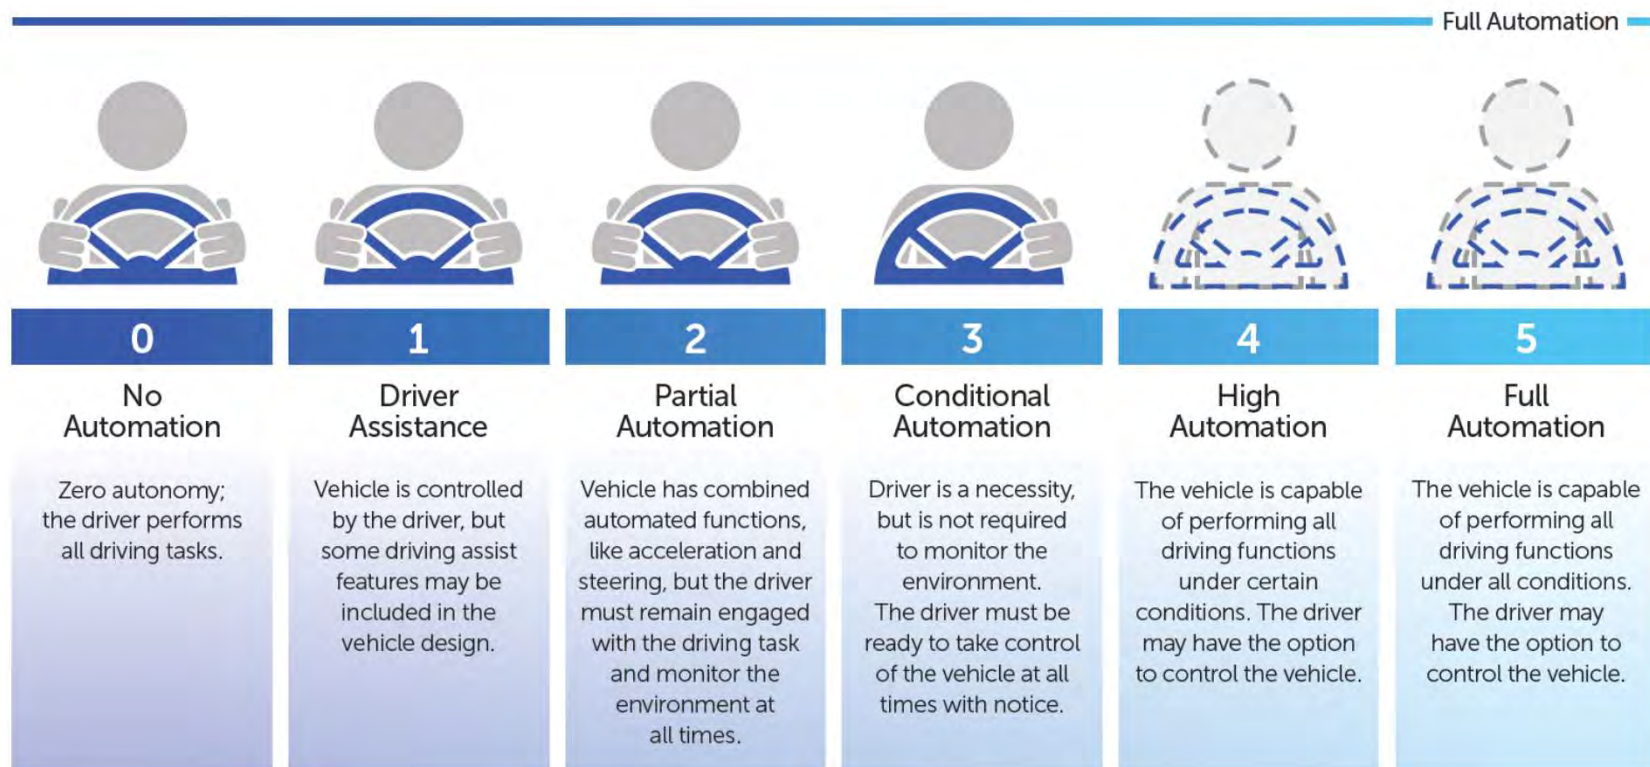 Full Automation
0
No
Automation
Zero autonomy;
the driver performs
all driving tasks.
1
Driver
Assistance
Vehicle is controlled
by the driver, but
some driving assist
features may be
included in the
vehicle design.
2
Partial
Automation
Vehicle has combined
automated functions,
like acceleration and
steering, but the driver
must remain engaged
with the driving task
and monitor the
environment at
all times.
3
Conditional
Automation
Driver is a necessity,
but is not required
to monitor the
environment.
The driver must be
ready to take control
of the vehicle at all
times with notice.
4
High
Automation
The vehicle is capable
of performing all
driving functions
under certain
conditions. The driver
may have the option
to control the vehicle.
5
Full
Automation
The vehicle is capable
of performing all
driving functions
under all conditions.
The driver may
have the option to
control the vehicle.